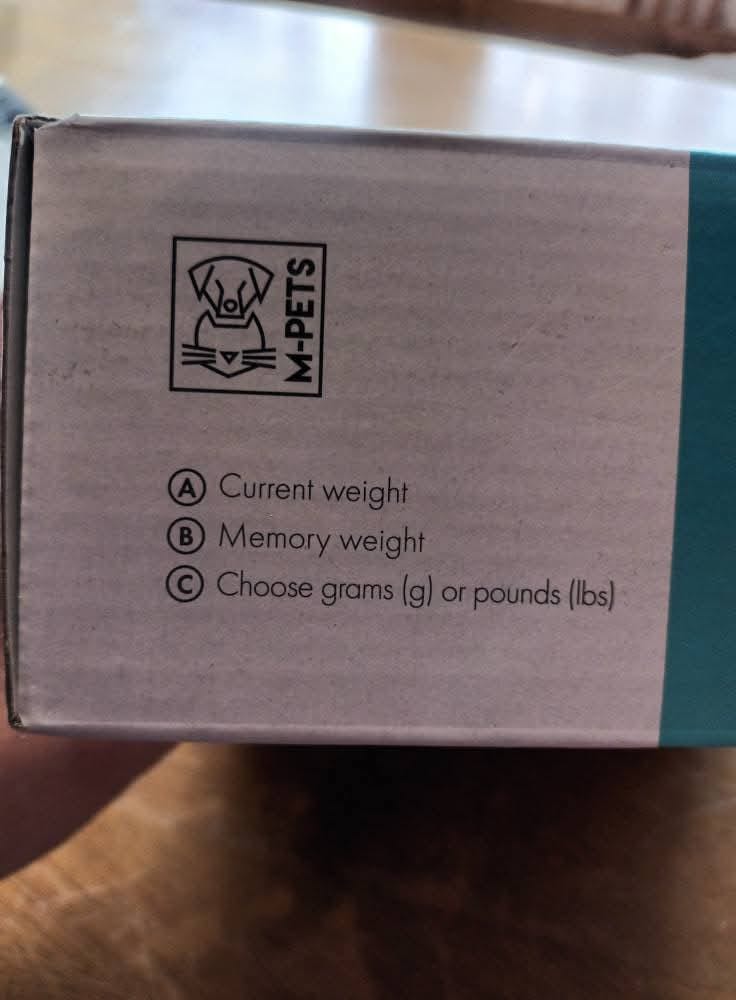 M-PETS
A Current weight
B Memory weight
C Choose grams (g) or pounds (lbs)